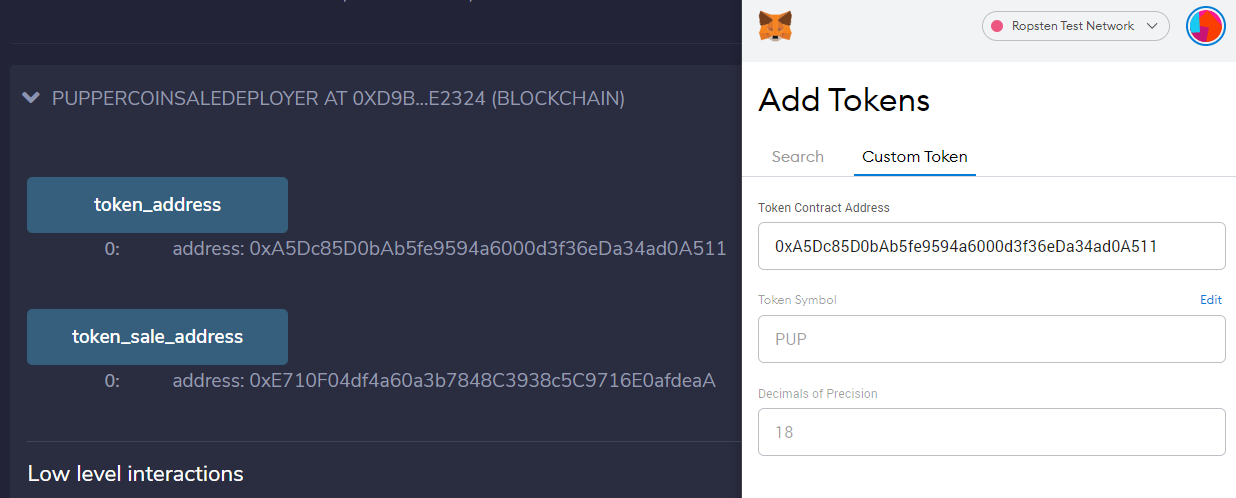 PUPPERCOINSALEDEPLOYER AT 0XD9B...E2324 (BLOCKCHAIN)
token_address
0: address: 0xA5Dc85D0bAb5fe9594a6000d3f36eDa34ad0A511
token_sale_address
0: address: 0xE710F04df4a60a3b7848C3938c5C9716E0afdeaA
Low level interactions
Ropsten Test Network
Add Tokens
Search Custom Token
Token Contract Address
0xA5Dc85D0bAb5fe9594a6000d3f36eDa34ad0A511
Token Symbol Edit
PUP
Decimals of Precision
18